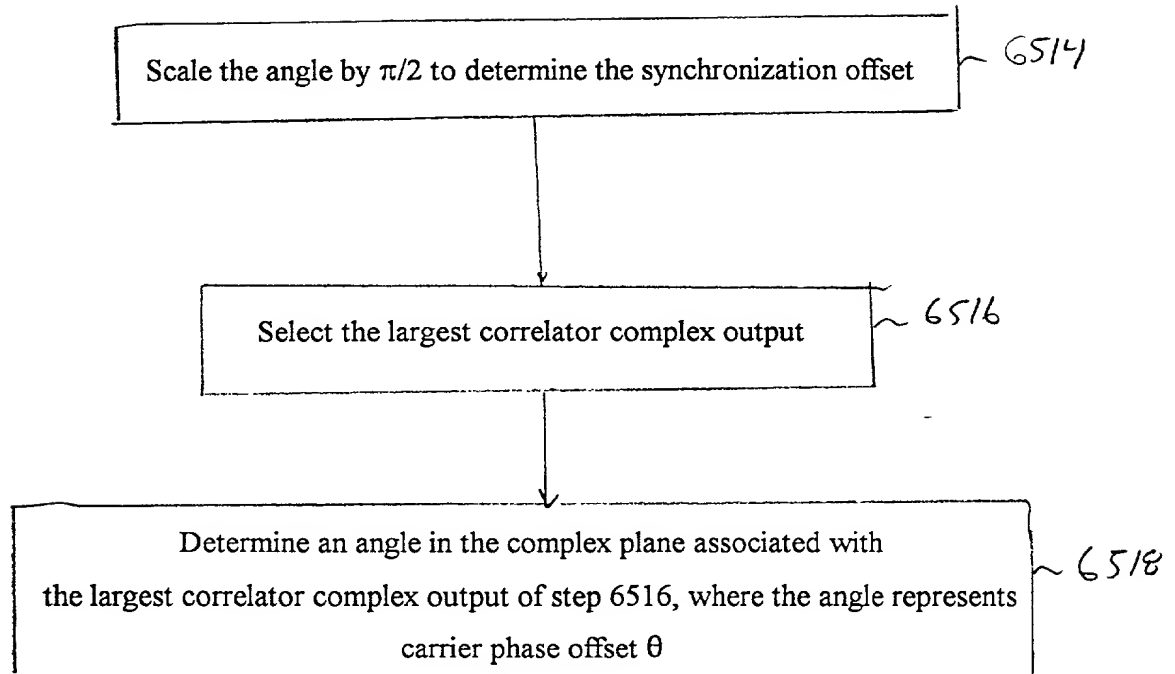 Scale the angle by π/2 to determine the synchronization offset
6514
Select the largest correlator complex output
6516
Determine an angle in the complex plane associated with
the largest correlator complex output of step 6516, where the angle represents
carrier phase offset θ
6518